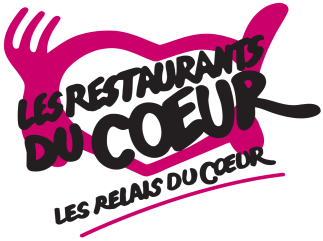 LES RESTAURANTS
DU COEUR
LES RELAIS DU CŒUR